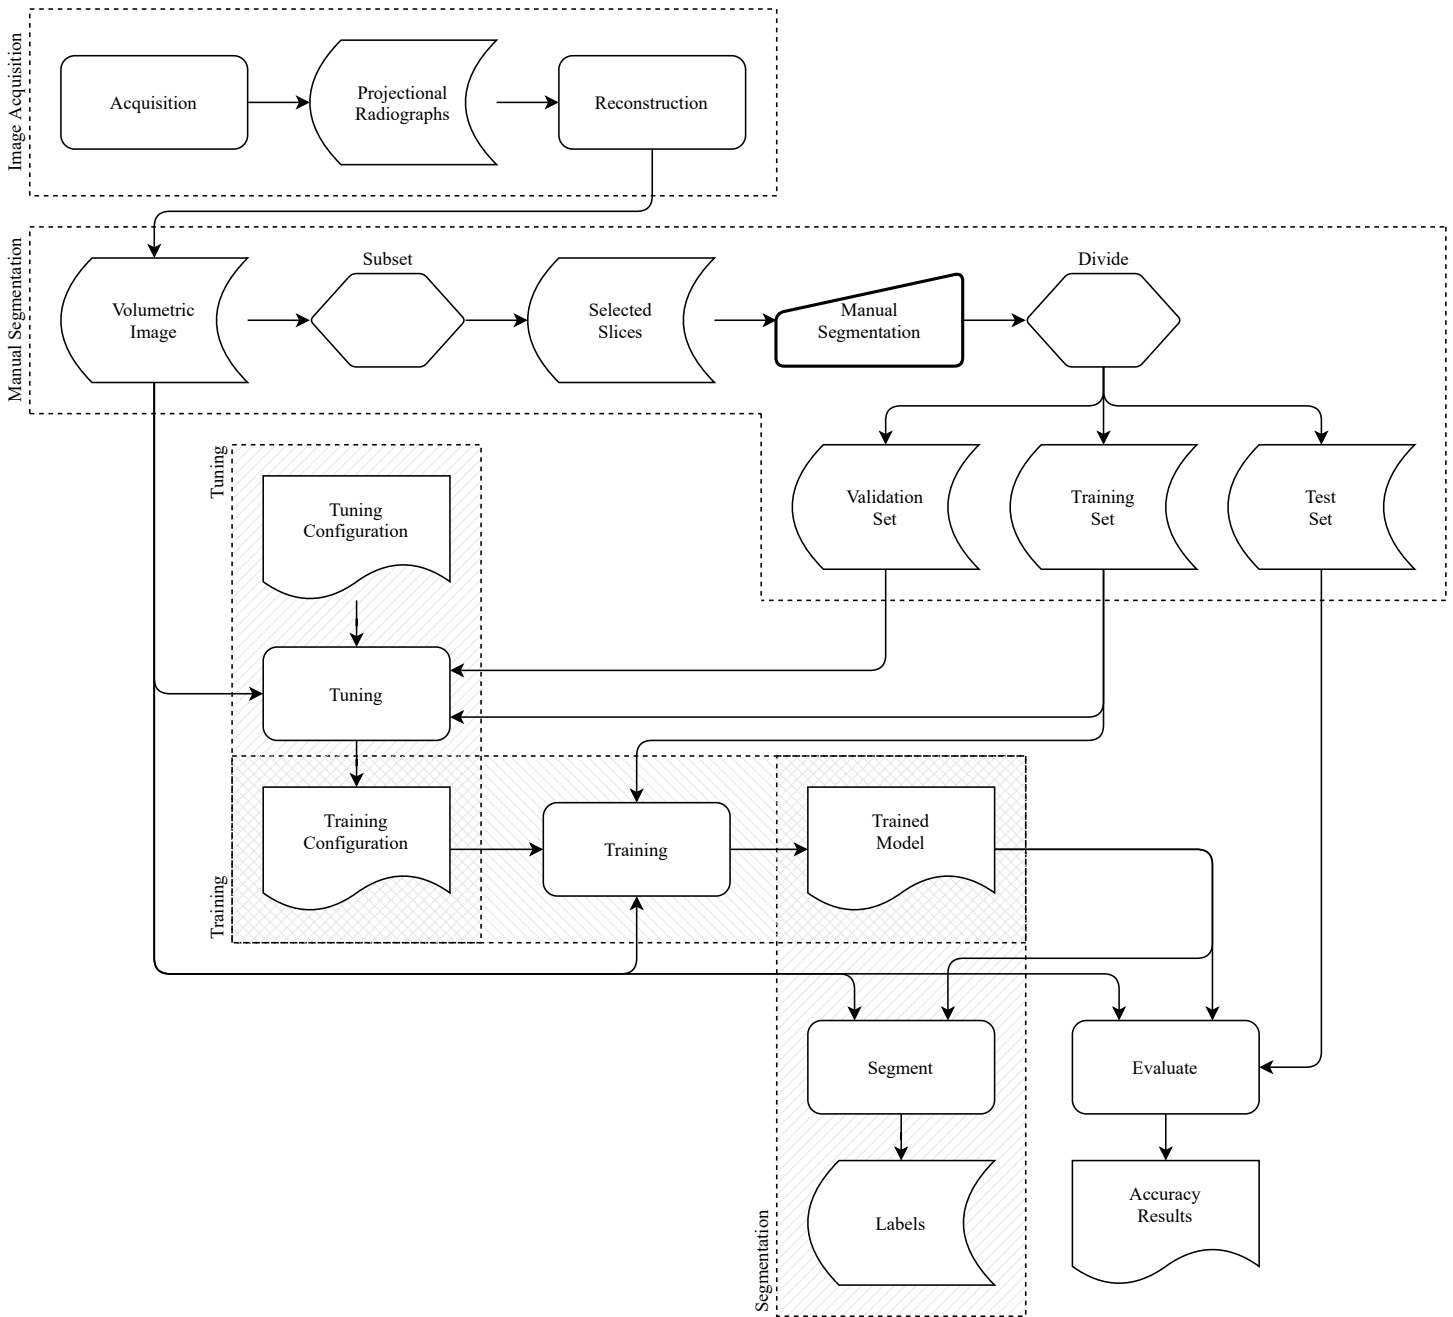 Image Acquisition
Acquisition
Projectional
Radiographs
Reconstruction
Manual Segmentation
Volumetric
Image
Subset
Selected
Slices
Manual
Segmentation
Divide
Validation
Set
Training
Set
Test
Set
Tuning
Tuning
Configuration
Tuning
Training
Training
Configuration
Training
Trained
Model
Segmentation
Segment
Evaluate
Labels
Accuracy
Results